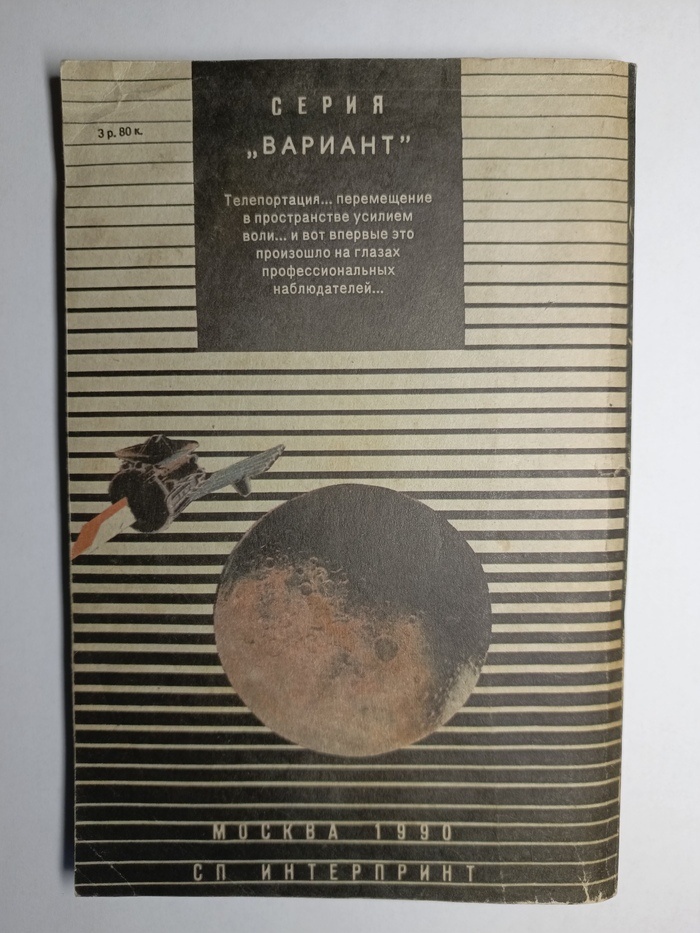 СЕРИЯ
„ВАРИАНТ”
3 р. 80 к.
Телепортация... перемещение
в пространстве усилием
воли... и вот впервые это
произошло на глазах
профессиональных
наблюдателей...
МОСКВА 1990
СП ИНТЕРПРИНТ